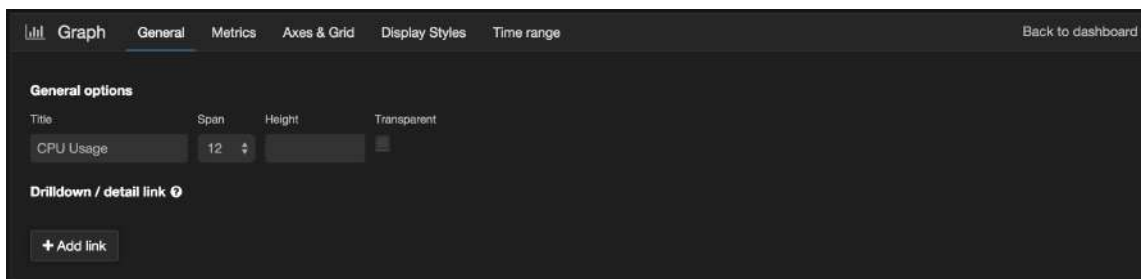 Graph General Metrics Axes & Grid Display Styles Time range Back to dashboard
General options
Title Span Height Transparent
CPU Usage 12
Drilldown / detail link ?
+ Add link